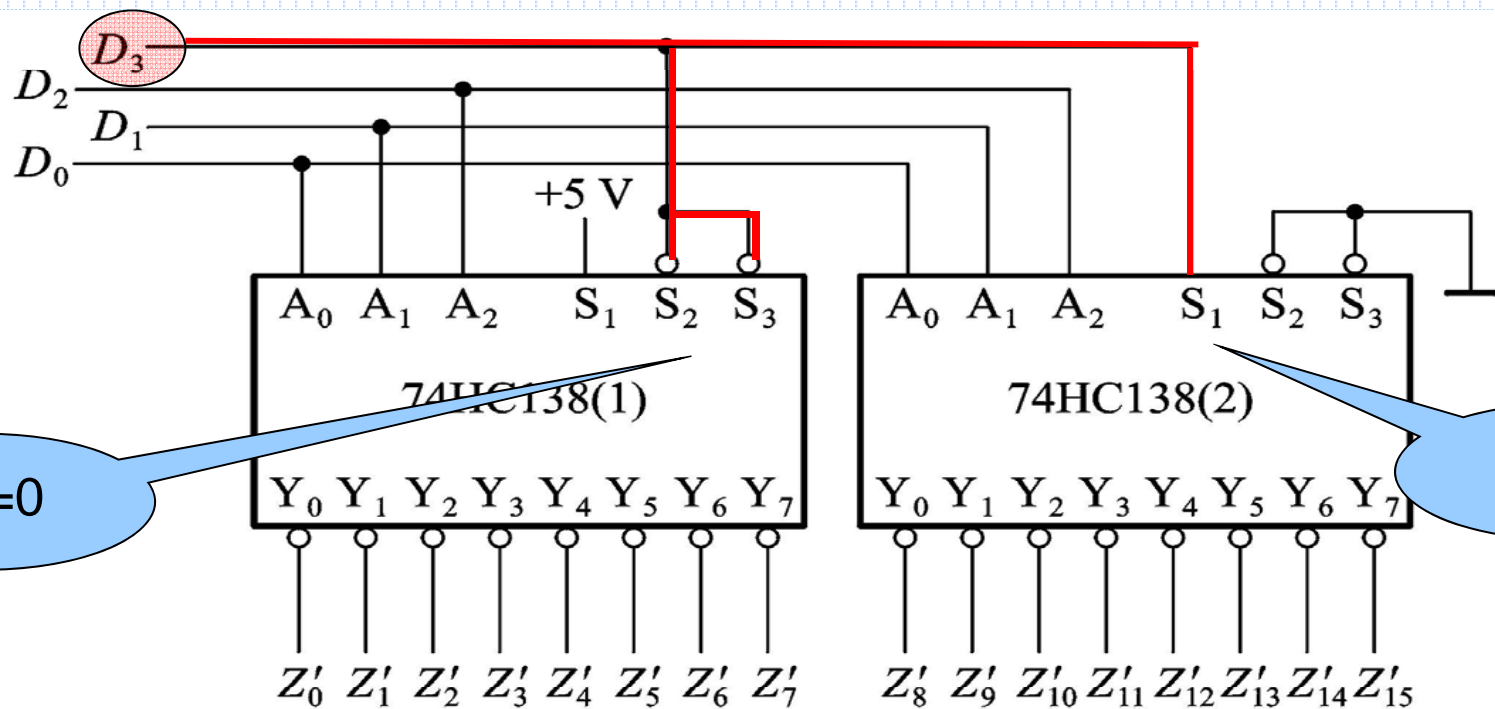 D₃
D₂
D₁
D₀
+5 V
A₀ A₁ A₂ S₁ S₂ S₃
74HC138(1)
Y₀ Y₁ Y₂ Y₃ Y₄ Y₅ Y₆ Y₇
Z′₀ Z′₁ Z′₂ Z′₃ Z′₄ Z′₅ Z′₆ Z′₇
A₀ A₁ A₂ S₁ S₂ S₃
74HC138(2)
Y₀ Y₁ Y₂ Y₃ Y₄ Y₅ Y₆ Y₇
Z′₈ Z′₉ Z′₁₀ Z′₁₁ Z′₁₂ Z′₁₃ Z′₁₄ Z′₁₅
=0